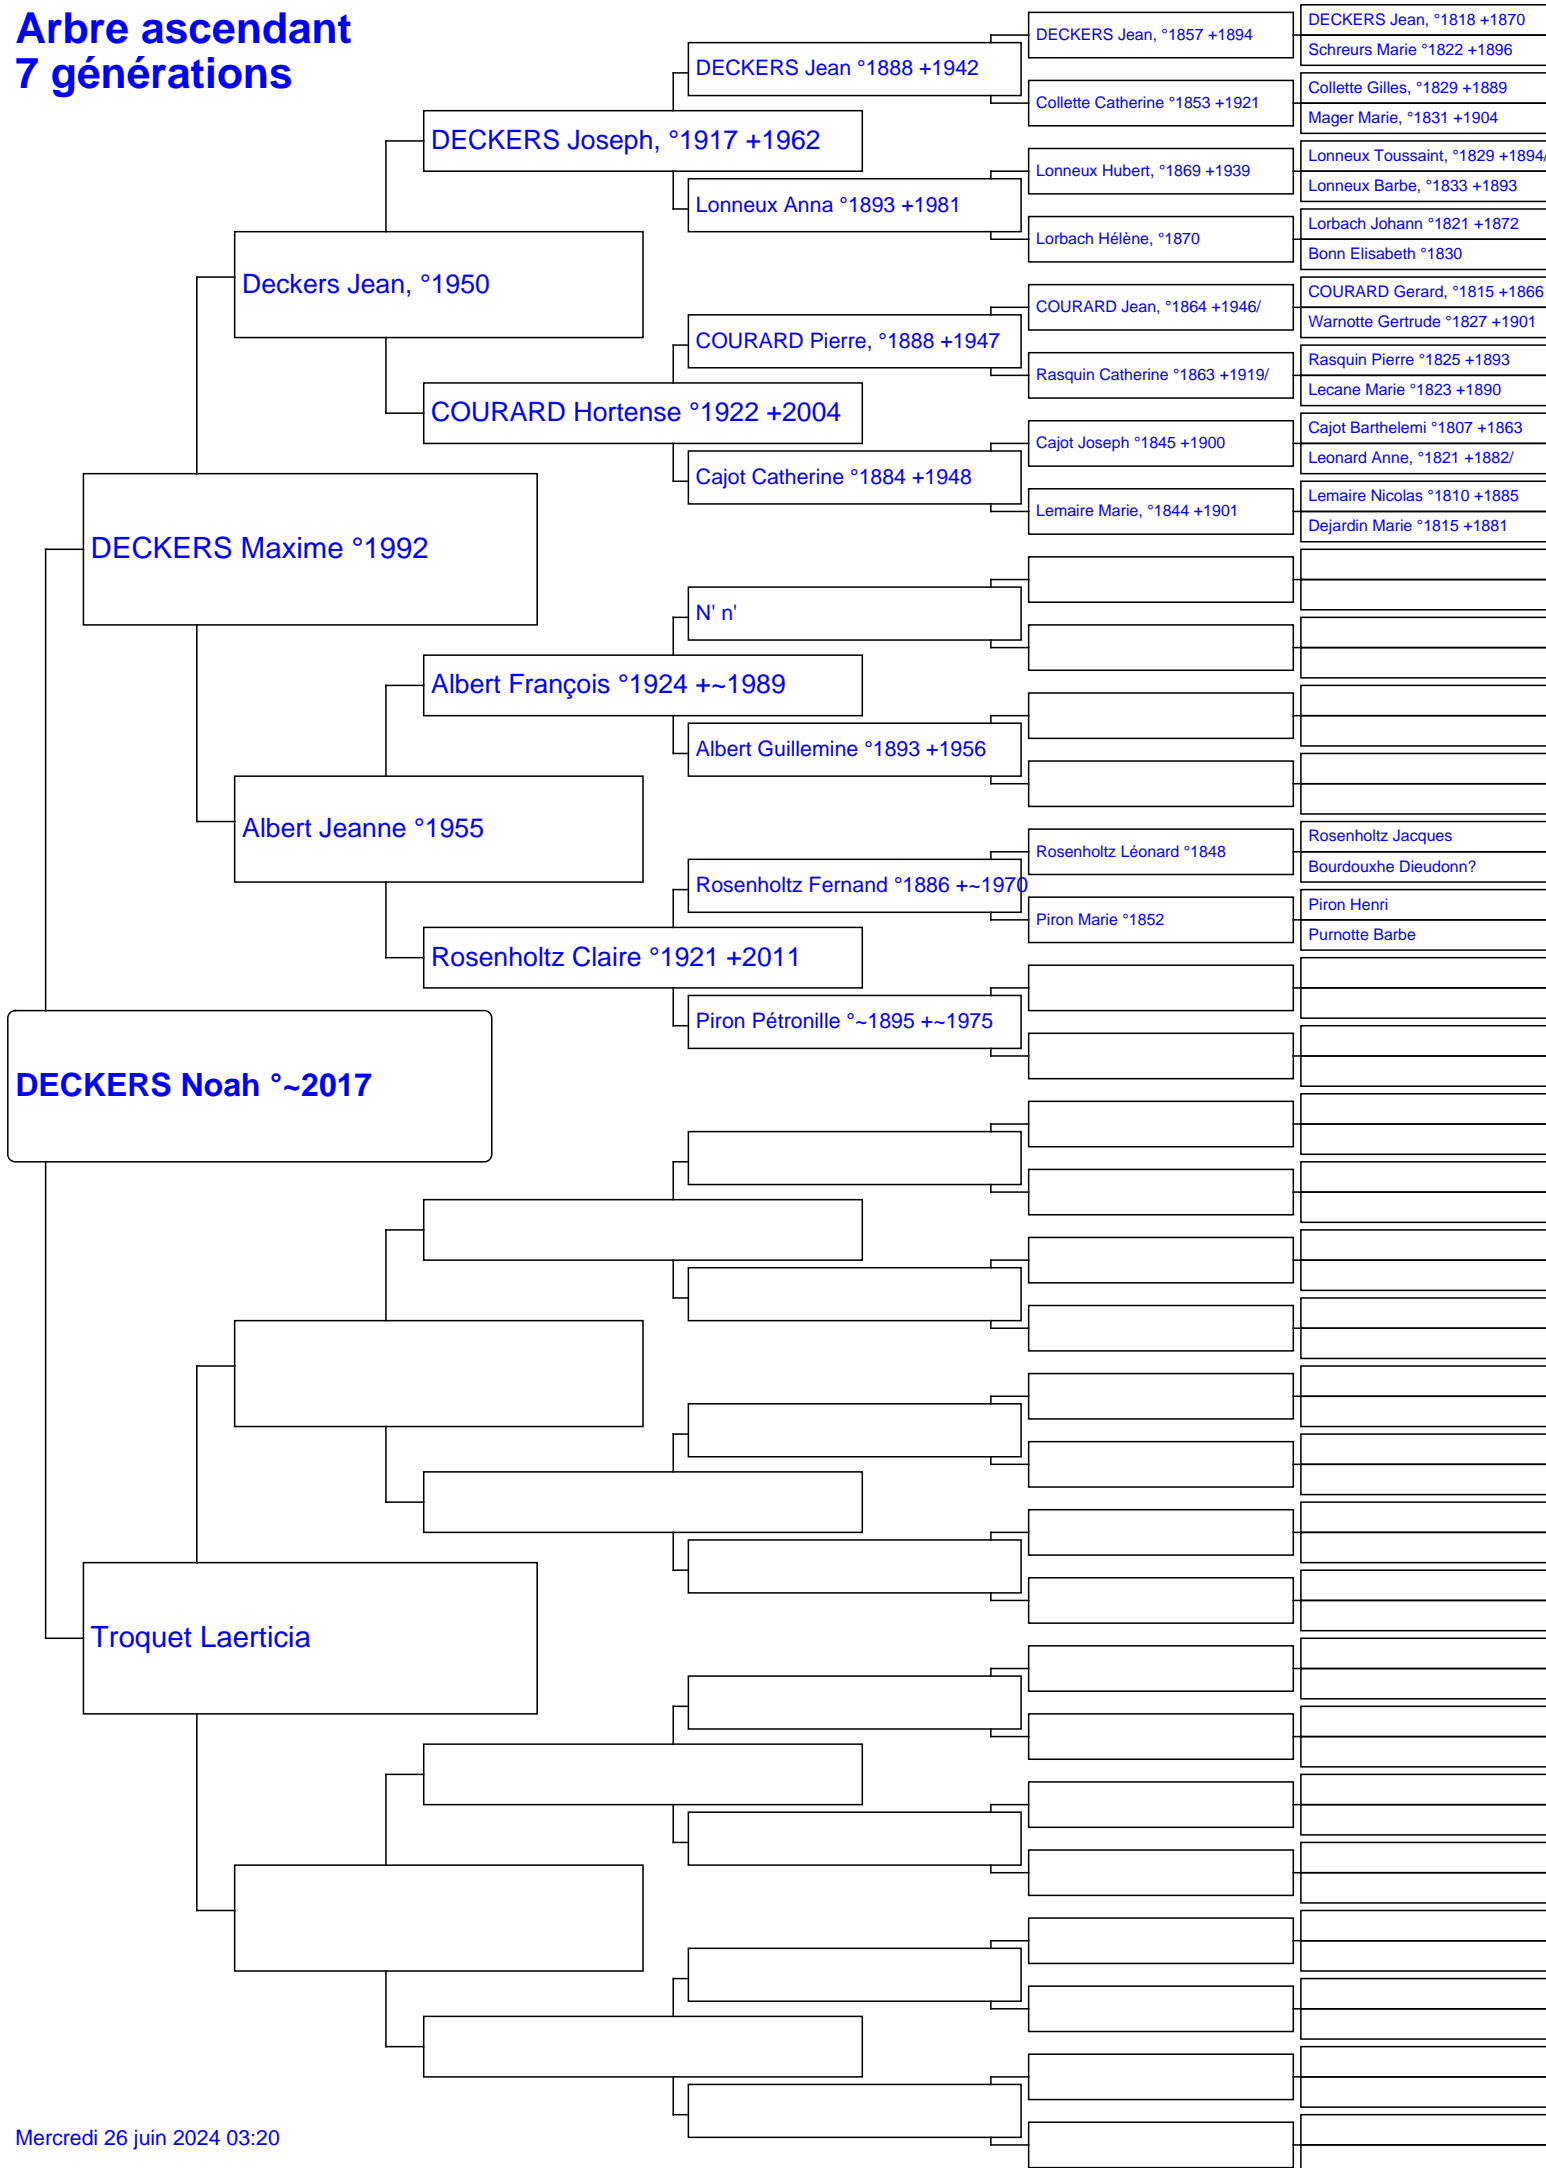 Arbre ascendant
7 générations
DECKERS Jean, °1818 +1870
DECKERS Jean, °1857 +1894
Schreurs Marie °1822 +1896
DECKERS Jean °1888 +1942
Collette Gilles, °1829 +1889
Collette Catherine °1853 +1921
Mager Marie, °1831 +1904
DECKERS Joseph, °1917 +1962
Lonneux Toussaint, °1829 +1894/
Lonneux Hubert, °1869 +1939
Lonneux Barbe, °1833 +1893
Lonneux Anna °1893 +1981
Lorbach Johann °1821 +1872
Lorbach Hélène, °1870
Bonn Elisabeth °1830
Deckers Jean, °1950
COURARD Gerard, °1815 +1866
COURARD Jean, °1864 +1946/
Warnotte Gertrude °1827 +1901
COURARD Pierre, °1888 +1947
Rasquin Pierre °1825 +1893
Rasquin Catherine °1863 +1919/
Lecane Marie °1823 +1890
COURARD Hortense °1922 +2004
Cajot Barthelemi °1807 +1863
Cajot Joseph °1845 +1900
Leonard Anne, °1821 +1882/
Cajot Catherine °1884 +1948
Lemaire Nicolas °1810 +1885
Lemaire Marie, °1844 +1901
Dejardin Marie °1815 +1881
DECKERS Maxime °1992
N' n'
Albert François °1924 +~1989
Albert Guillemine °1893 +1956
Albert Jeanne °1955
Rosenholtz Jacques
Rosenholtz Léonard °1848
Bourdouxhe Dieudonn?
Rosenholtz Fernand °1886 +~1970
Piron Henri
Piron Marie °1852
Purnotte Barbe
Rosenholtz Claire °1921 +2011
Piron Pétronille °~1895 +~1975
DECKERS Noah °~2017
Troquet Laerticia
Mercredi 26 juin 2024 03:20